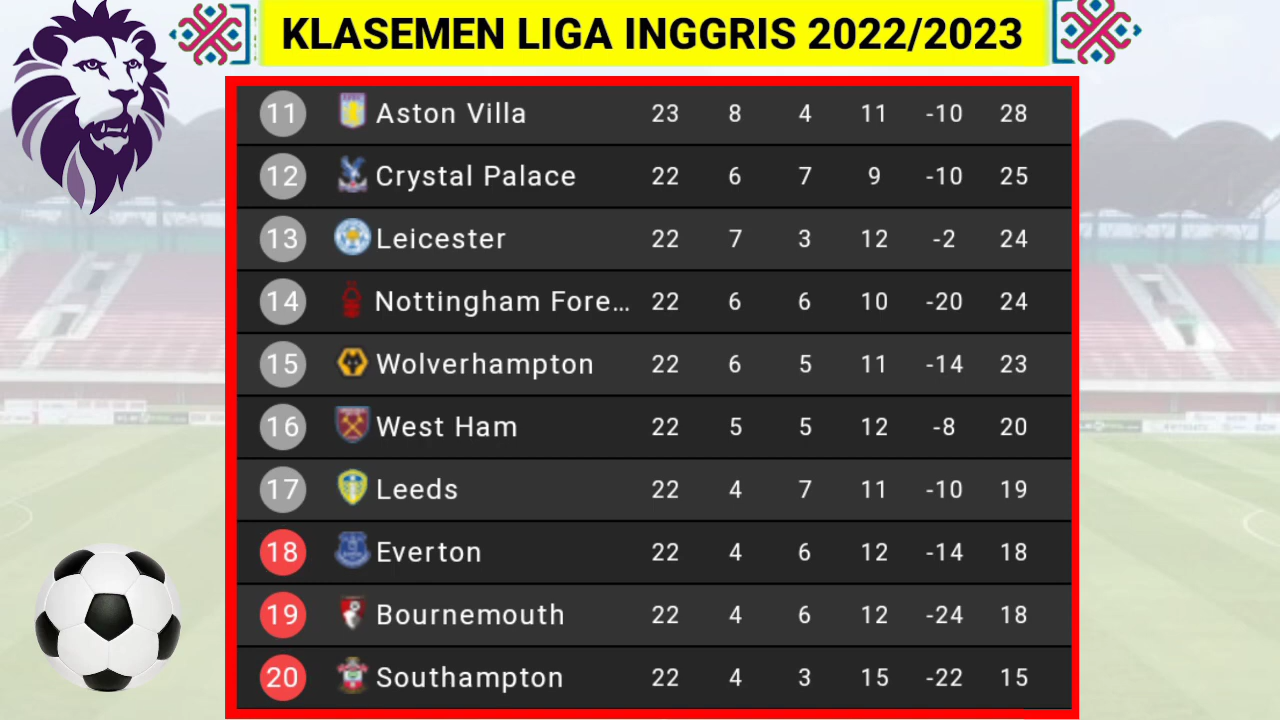 KLASEMEN LIGA INGGRIS 2022/2023
11 Aston Villa 23 8 4 11 -10 28
12 Crystal Palace 22 6 7 9 -10 25
13 Leicester 22 7 3 12 -2 24
14 Nottingham Fore... 22 6 6 10 -20 24
15 Wolverhampton 22 6 5 11 -14 23
16 West Ham 22 5 5 12 -8 20
17 Leeds 22 4 7 11 -10 19
18 Everton 22 4 6 12 -14 18
19 Bournemouth 22 4 6 12 -24 18
20 Southampton 22 4 3 15 -22 15